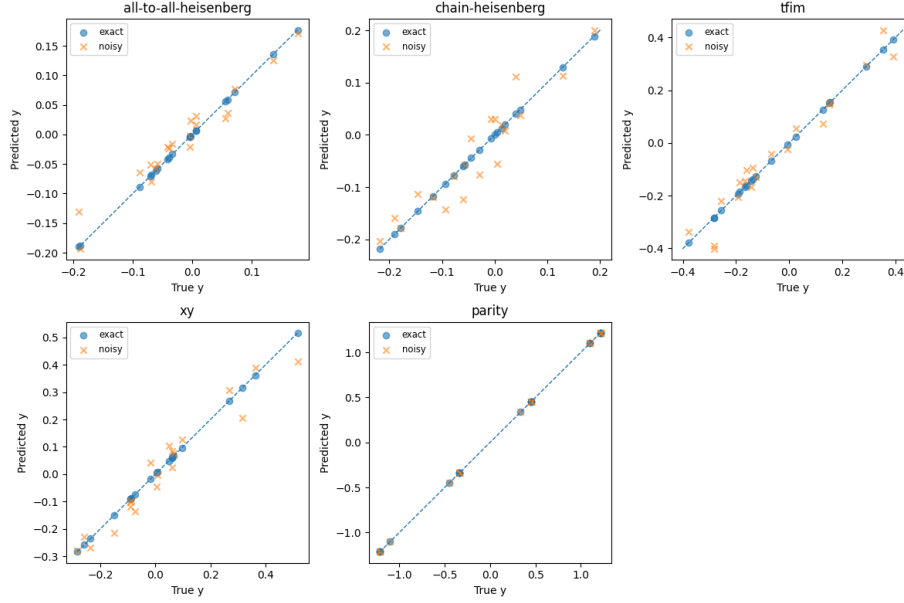 all-to-all-heisenberg
exact
noisy
Predicted y
0.15
0.10
0.05
0.00
−0.05
−0.10
−0.15
−0.20
−0.2
−0.1
0.0
0.1
True y
chain-heisenberg
exact
noisy
Predicted y
0.2
0.1
0.0
−0.1
−0.2
−0.2
−0.1
0.0
0.1
0.2
True y
tfim
exact
noisy
Predicted y
0.4
0.2
0.0
−0.2
−0.4
−0.4
−0.2
0.0
0.2
0.4
True y
xy
exact
noisy
Predicted y
0.5
0.4
0.3
0.2
0.1
0.0
−0.1
−0.2
−0.3
−0.2
0.0
0.2
0.4
True y
parity
exact
noisy
Predicted y
1.0
0.5
0.0
−0.5
−1.0
−1.0
−0.5
0.0
0.5
1.0
True y